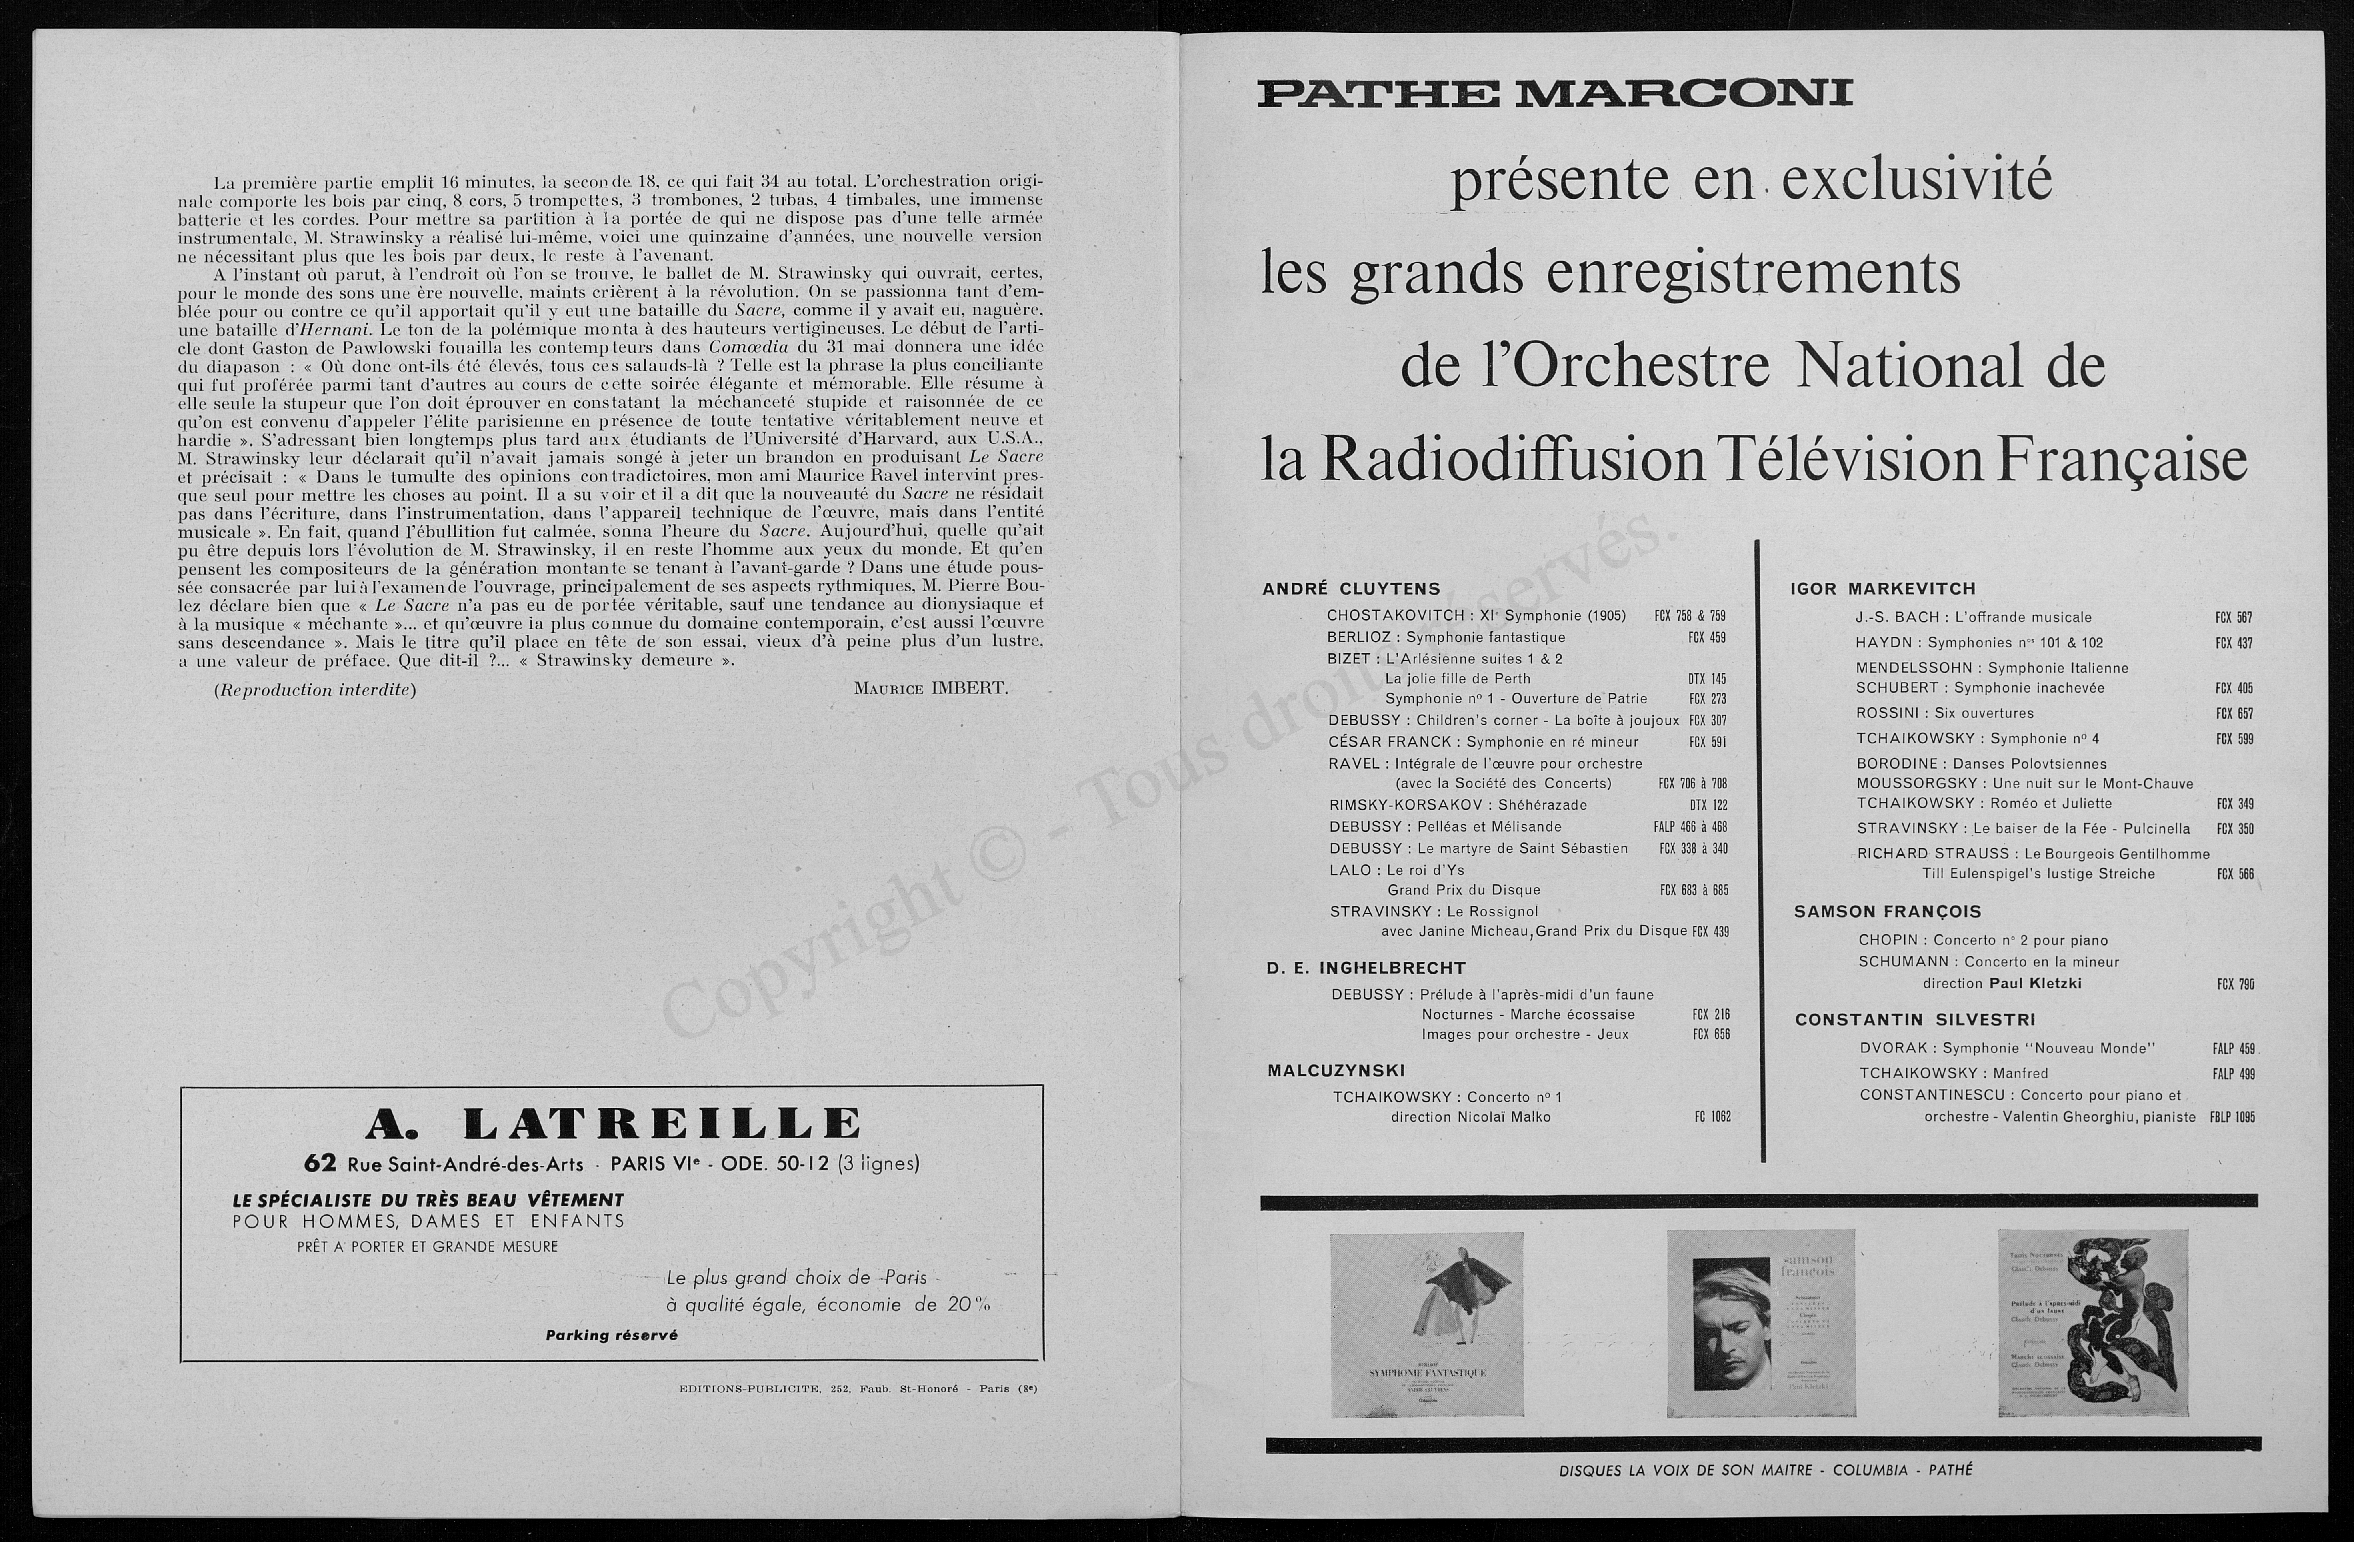 La première partie emplit 16 minutes, la seconde 18, ce qui fait 34 au total. L'orchestration origi-
nale comporte les bois par cinq, 8 cors, 5 trompettes, 3 trombones, 2 tubas, 4 timbales, une immense
batterie et les cordes. Pour mettre sa partition à la portée de qui ne dispose pas d'une telle armée
instrumentale, M. Strawinsky a réalisé lui-même, voici une quinzaine d'années, une nouvelle version
ne nécessitant plus que les bois par deux, le reste à l'avenant.
A l'instant où parut, à l'endroit où l'on se trouve, le ballet de M. Strawinsky qui ouvrait, certes,
pour le monde des sons une ère nouvelle, maints crièrent à la révolution. On se passionna tant d'em-
blée pour ou contre ce qu'il apportait qu'il y eut une bataille du Sacre, comme il y avait eu, naguère,
une bataille d'Hernani. Le ton de la polémique monta à des hauteurs vertigineuses. Le début de l'arti-
cle dont Gaston de Pawlowski fouailla les contempteurs dans Comœdia du 31 mai donnera une idée
du diapason : « Où donc ont-ils été élevés, tous ces salauds-là ? Telle est la phrase la plus conciliante
qui fut proférée parmi tant d'autres au cours de cette soirée élégante et mémorable. Elle résume à
elle seule la stupeur que l'on doit éprouver en constatant la méchanceté stupide et raisonnée de ce
qu'on est convenu d'appeler l'élite parisienne en présence de toute tentative véritablement neuve et
hardie ». S'adressant bien longtemps plus tard aux étudiants de l'Université d'Harvard, aux U.S.A.,
M. Strawinsky leur déclarait qu'il n'avait jamais songé à jeter un brandon en produisant Le Sacre
et précisait : « Dans le tumulte des opinions contradictoires, mon ami Maurice Ravel intervint pres-
que seul pour mettre les choses au point. Il a su voir et il a dit que la nouveauté du Sacre ne résidait
pas dans l'écriture, dans l'instrumentation, dans l'appareil technique de l'œuvre, mais dans l'entité
musicale ». En fait, quand l'ébullition fut calmée, sonna l'heure du Sacre. Aujourd'hui, quelle qu'ait
pu être depuis lors l'évolution de M. Strawinsky, il en reste l'homme aux yeux du monde. Et qu'en
pensent les compositeurs de la génération montante se tenant à l'avant-garde ? Dans une étude pous-
sée consacrée par lui à l'examen de l'ouvrage, principalement de ses aspects rythmiques, M. Pierre Bou-
lez déclare bien que « Le Sacre n'a pas eu de portée véritable, sauf une tendance au dionysiaque et
à la musique « méchante »... et qu'œuvre la plus connue du domaine contemporain, c'est aussi l'œuvre
sans descendance ». Mais le titre qu'il place en tête de son essai, vieux d'à peine plus d'un lustre,
a une valeur de préface. Que dit-il ?... « Strawinsky demeure ».
(Reproduction interdite) MAURICE IMBERT.
A. LATREILLE
62 Rue Saint-André-des-Arts - PARIS VIe - ODE. 50-12 (3 lignes)
LE SPÉCIALISTE DU TRÈS BEAU VÊTEMENT
POUR HOMMES, DAMES ET ENFANTS
PRÊT A PORTER ET GRANDE MESURE
Le plus grand choix de Paris -
à qualité égale, économie de 20%
Parking réservé
EDITIONS-PUBLICITE, 252, Faub. St-Honoré - Paris (8e)
PATHE MARCONI
présente en exclusivité
les grands enregistrements
de l'Orchestre National de
la Radiodiffusion Télévision Française
ANDRÉ CLUYTENS
CHOSTAKOVITCH : XIe Symphonie (1905) FCX 758 & 759
BERLIOZ : Symphonie fantastique FCX 459
BIZET : L'Arlésienne suites 1 & 2
La jolie fille de Perth DTX 145
Symphonie nº 1 - Ouverture de Patrie FCX 273
DEBUSSY : Children's corner - La boîte à joujoux FCX 307
CÉSAR FRANCK : Symphonie en ré mineur FCX 591
RAVEL : Intégrale de l'œuvre pour orchestre
(avec la Société des Concerts) FCX 706 à 708
RIMSKY-KORSAKOV : Shéhérazade DTX 122
DEBUSSY : Pelléas et Mélisande FALP 466 à 468
DEBUSSY : Le martyre de Saint Sébastien FCX 338 à 340
LALO : Le roi d'Ys
Grand Prix du Disque FCX 683 à 685
STRAVINSKY : Le Rossignol
avec Janine Micheau, Grand Prix du Disque FCX 439
D. E. INGHELBRECHT
DEBUSSY : Prélude à l'après-midi d'un faune
Nocturnes - Marche écossaise FCX 216
Images pour orchestre - Jeux FCX 656
MALCUZYNSKI
TCHAIKOWSKY : Concerto nº 1
direction Nicolaï Malko FC 1062
IGOR MARKEVITCH
J.-S. BACH : L'offrande musicale FCX 567
HAYDN : Symphonies nos 101 & 102 FCX 437
MENDELSSOHN : Symphonie Italienne
SCHUBERT : Symphonie inachevée FCX 405
ROSSINI : Six ouvertures FCX 657
TCHAIKOWSKY : Symphonie nº 4 FCX 599
BORODINE : Danses Polovtsiennes
MOUSSORGSKY : Une nuit sur le Mont-Chauve
TCHAIKOWSKY : Roméo et Juliette FCX 349
STRAVINSKY : Le baiser de la Fée - Pulcinella FCX 350
RICHARD STRAUSS : Le Bourgeois Gentilhomme
Till Eulenspigel's lustige Streiche FCX 566
SAMSON FRANÇOIS
CHOPIN : Concerto nº 2 pour piano
SCHUMANN : Concerto en la mineur
direction Paul Kletzki FCX 790
CONSTANTIN SILVESTRI
DVORAK : Symphonie "Nouveau Monde" FALP 459
TCHAIKOWSKY : Manfred FALP 499
CONSTANTINESCU : Concerto pour piano et
orchestre - Valentin Gheorghiu, pianiste FBLP 1095
SYMPHONIE FANTASTIQUE
samson
françois
Paul Kletzki
Prélude à l'après-midi
d'un faune
Claude Debussy
Marche écossaise
Claude Debussy
DISQUES LA VOIX DE SON MAITRE - COLUMBIA - PATHÉ
Copyright © - Tous droits réservés.